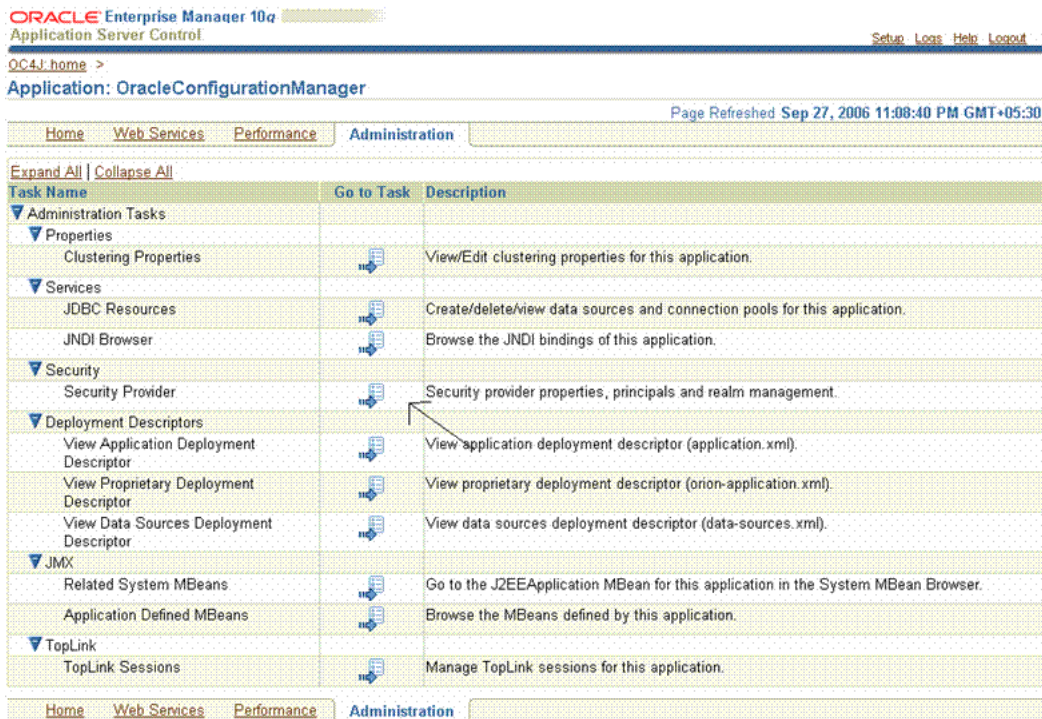 ORACLE Enterprise Manager 10g
Application Server Control
Setup Logs Help Logout
OC4J: home >
Application: OracleConfigurationManager
Page Refreshed Sep 27, 2006 11:08:40 PM GMT+05:30
Home Web Services Performance Administration
Expand All | Collapse All
Task Name Go to Task Description
Administration Tasks
Properties
Clustering Properties View/Edit clustering properties for this application.
Services
JDBC Resources Create/delete/view data sources and connection pools for this application.
JNDI Browser Browse the JNDI bindings of this application.
Security
Security Provider Security provider properties, principals and realm management.
Deployment Descriptors
View Application Deployment View application deployment descriptor (application.xml).
Descriptor
View Proprietary Deployment View proprietary deployment descriptor (orion-application.xml).
Descriptor
View Data Sources Deployment View data sources deployment descriptor (data-sources.xml).
Descriptor
JMX
Related System MBeans Go to the J2EEApplication MBean for this application in the System MBean Browser.
Application Defined MBeans Browse the MBeans defined by this application.
TopLink
TopLink Sessions Manage TopLink sessions for this application.
Home Web Services Performance Administration